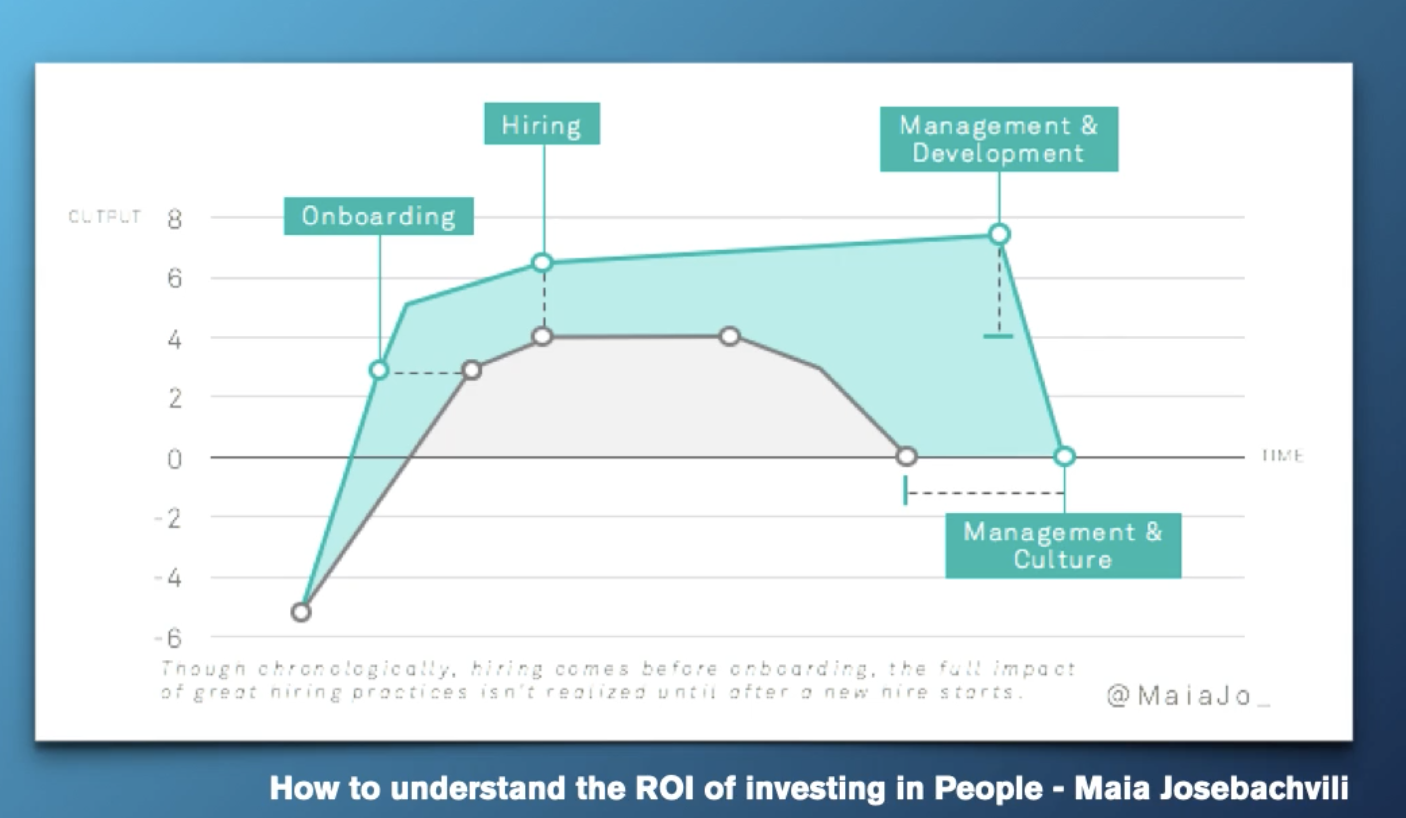 Hiring
Management &
Development
Onboarding
OUTPUT
8
6
4
2
0
TIME
-2
Management &
Culture
-4
-6
Though chronologically, hiring comes before onboarding, the full impact
of great hiring practices isn't realized until after a new hire starts.
@MaiaJo_
How to understand the ROI of investing in People - Maia Josebachvili